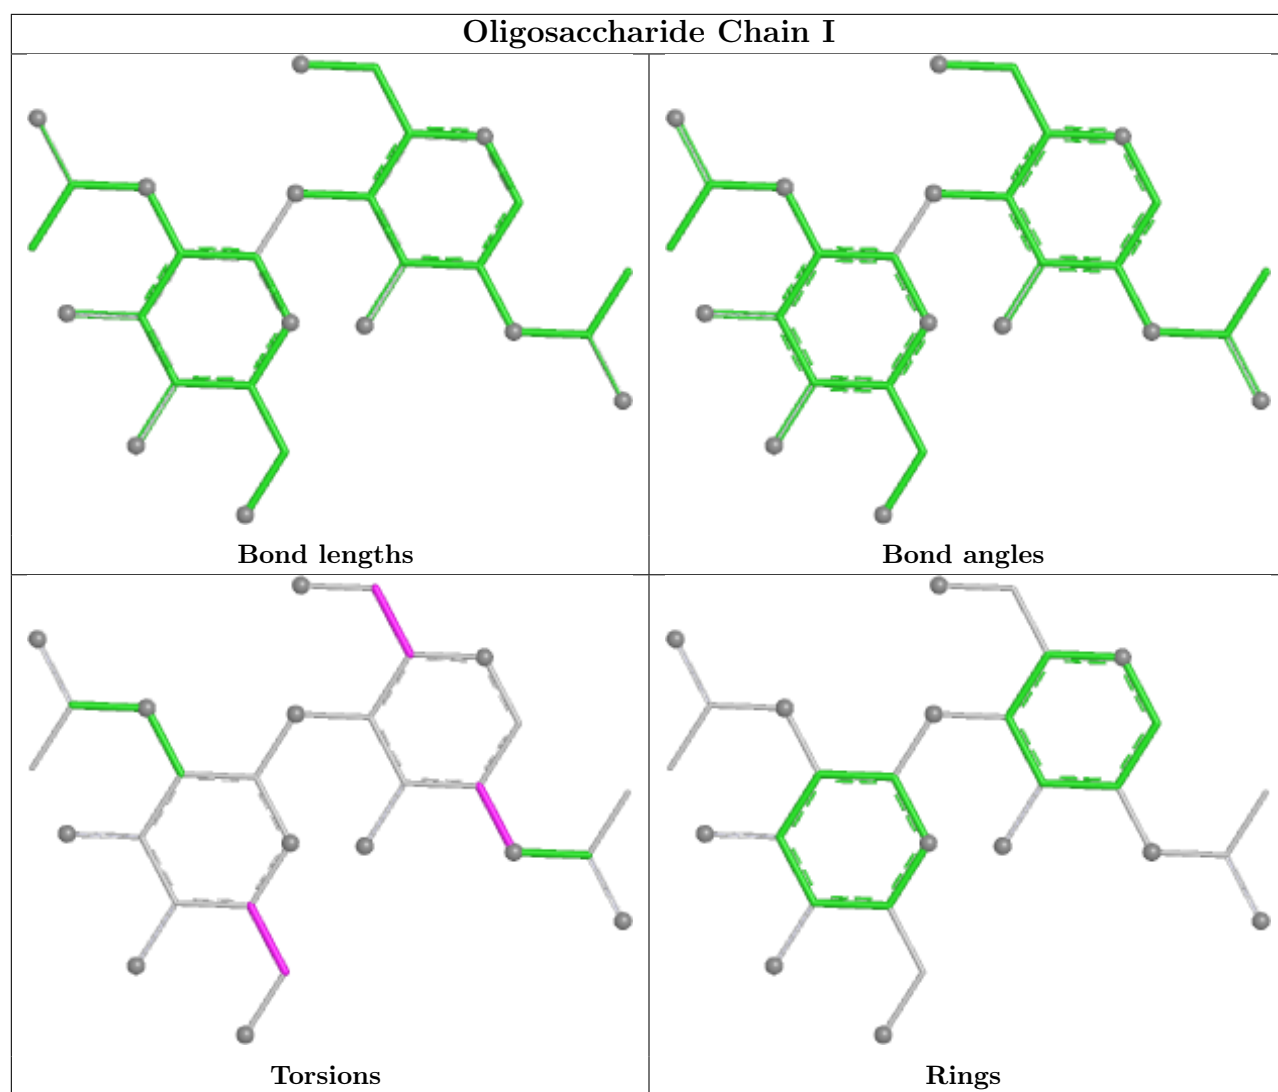 Oligosaccharide Chain I
Bond lengths
Bond angles
Torsions
Rings